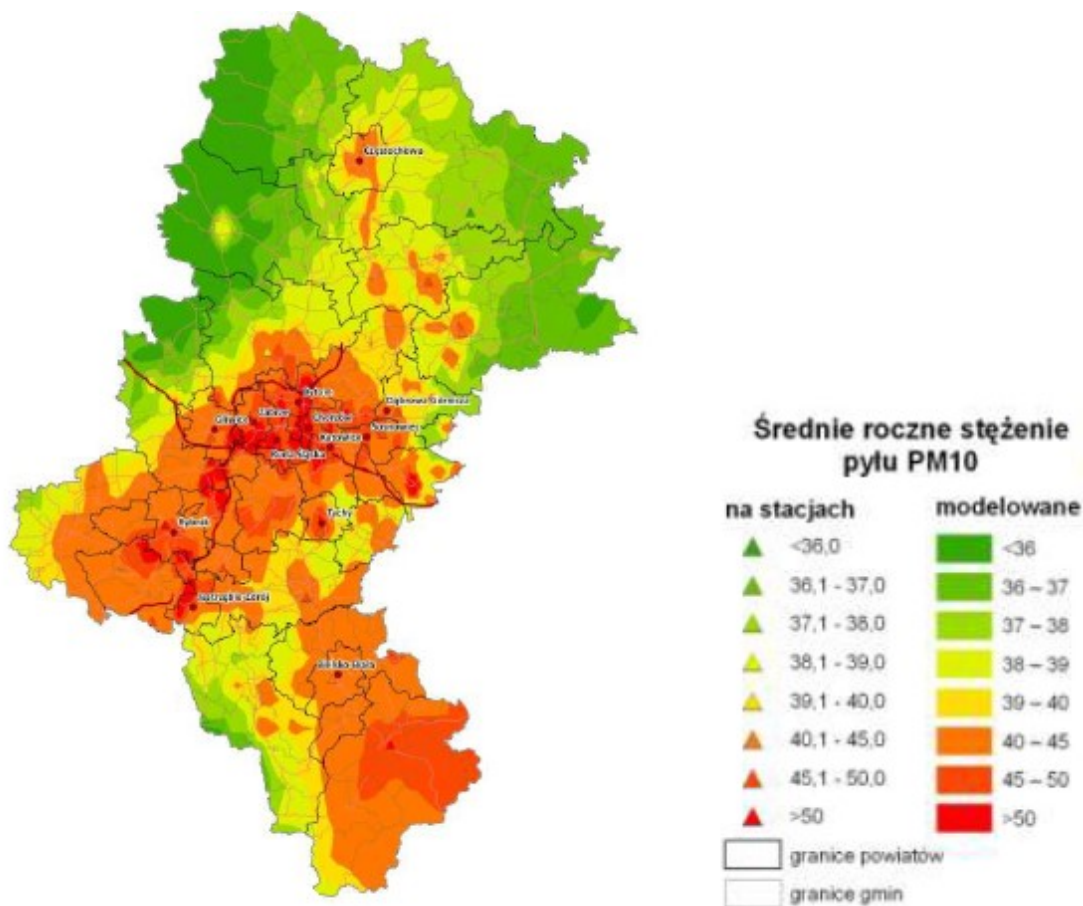 Częstochowa
Bytom
Dąbrowa Górnicza
Zabrze
Chorzów
Gliwice
Sosnowiec
Katowice
Ruda Śląska
Tychy
Rybnik
Jastrzębie-Zdrój
Bielsko-Biała
Średnie roczne stężenie
pyłu PM10
na stacjach
modelowane
<36,0
<36
36,1 - 37,0
36 – 37
37,1 - 38,0
37 – 38
38,1 - 39,0
38 – 39
39,1 - 40,0
39 – 40
40,1 - 45,0
40 – 45
45,1 - 50,0
45 – 50
>50
>50
granice powiatów
granice gmin